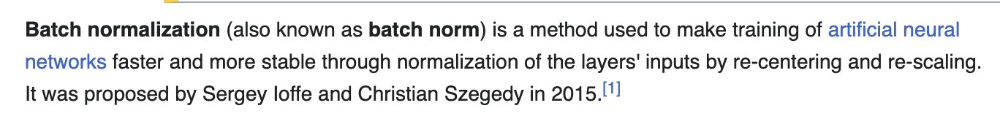 Batch normalization (also known as batch norm) is a method used to make training of artificial neural
networks faster and more stable through normalization of the layers' inputs by re-centering and re-scaling.
It was proposed by Sergey Ioffe and Christian Szegedy in 2015.[1]